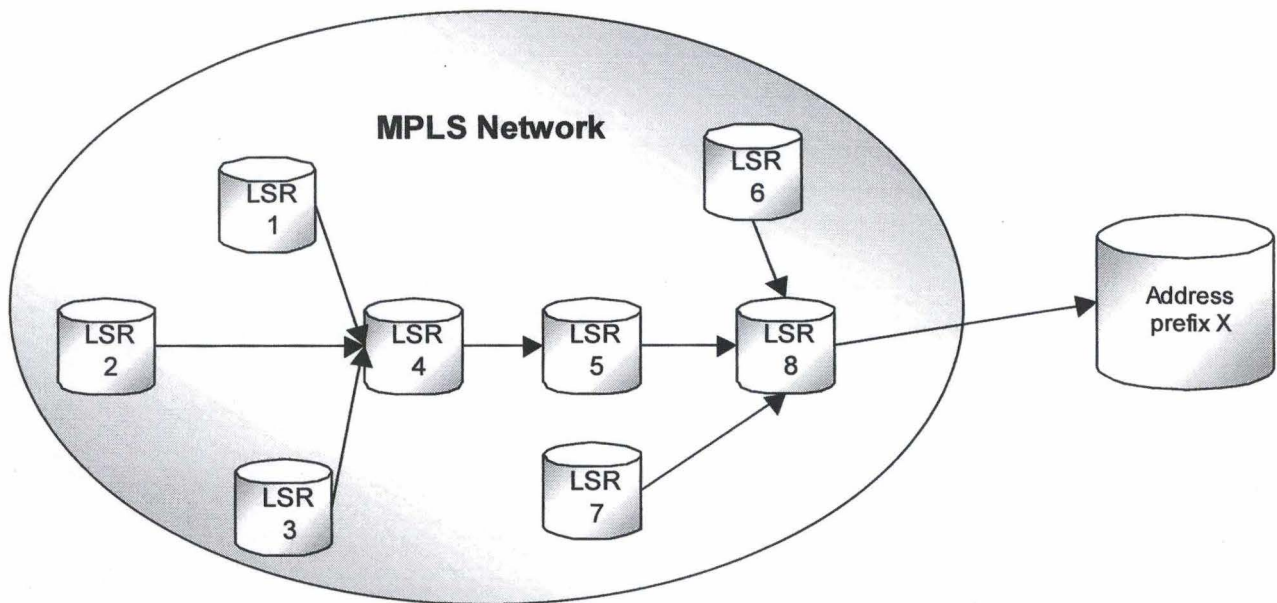 MPLS Network
LSR
1
LSR
6
LSR
2
LSR
4
LSR
5
LSR
8
Address
prefix X
LSR
3
LSR
7